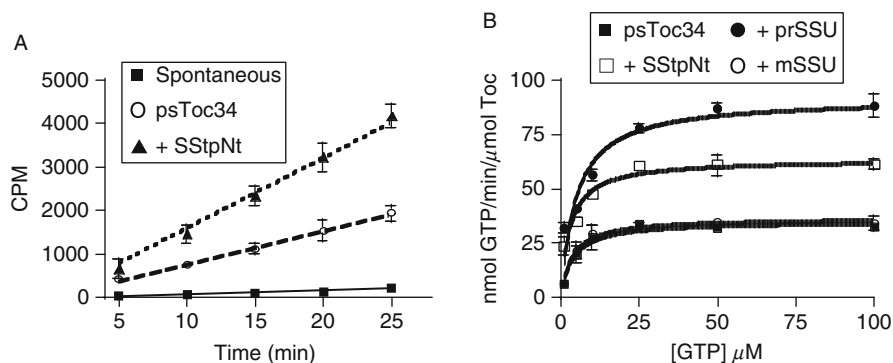 A
CPM
5000
4000
3000
2000
1000
0
Spontaneous
psToc34
+ SStpNt
5 10 15 20 25
Time (min)
B
psToc34 + prSSU
+ SStpNt + mSSU
nmol GTP/min/μmol Toc
100
75
50
25
0
0 25 50 75 100
[GTP] μM